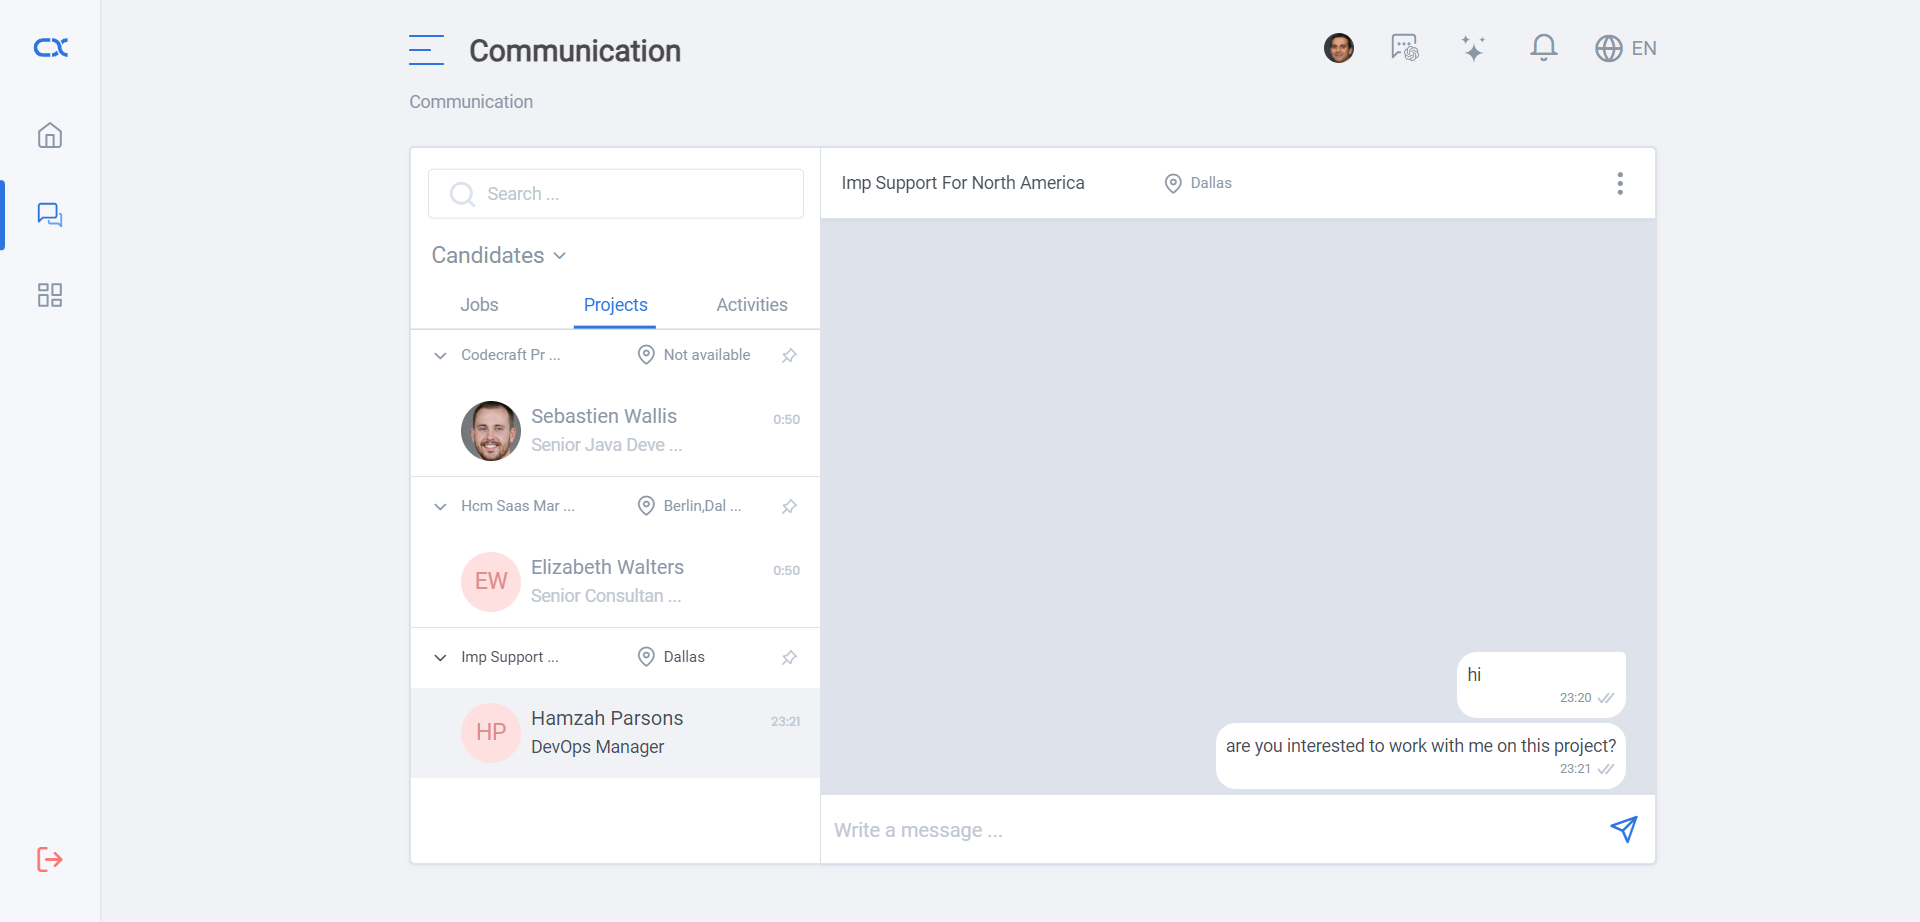 CX
Communication
EN
Communication
Search ...
Candidates
Jobs
Projects
Activities
Codecraft Pr ...
Not available
Sebastien Wallis
0:50
Senior Java Deve ...
Hcm Saas Mar ...
Berlin,Dal ...
EW
Elizabeth Walters
0:50
Senior Consultan ...
Imp Support ...
Dallas
HP
Hamzah Parsons
23:21
DevOps Manager
Imp Support For North America
Dallas
hi
23:20
are you interested to work with me on this project?
23:21
Write a message ...